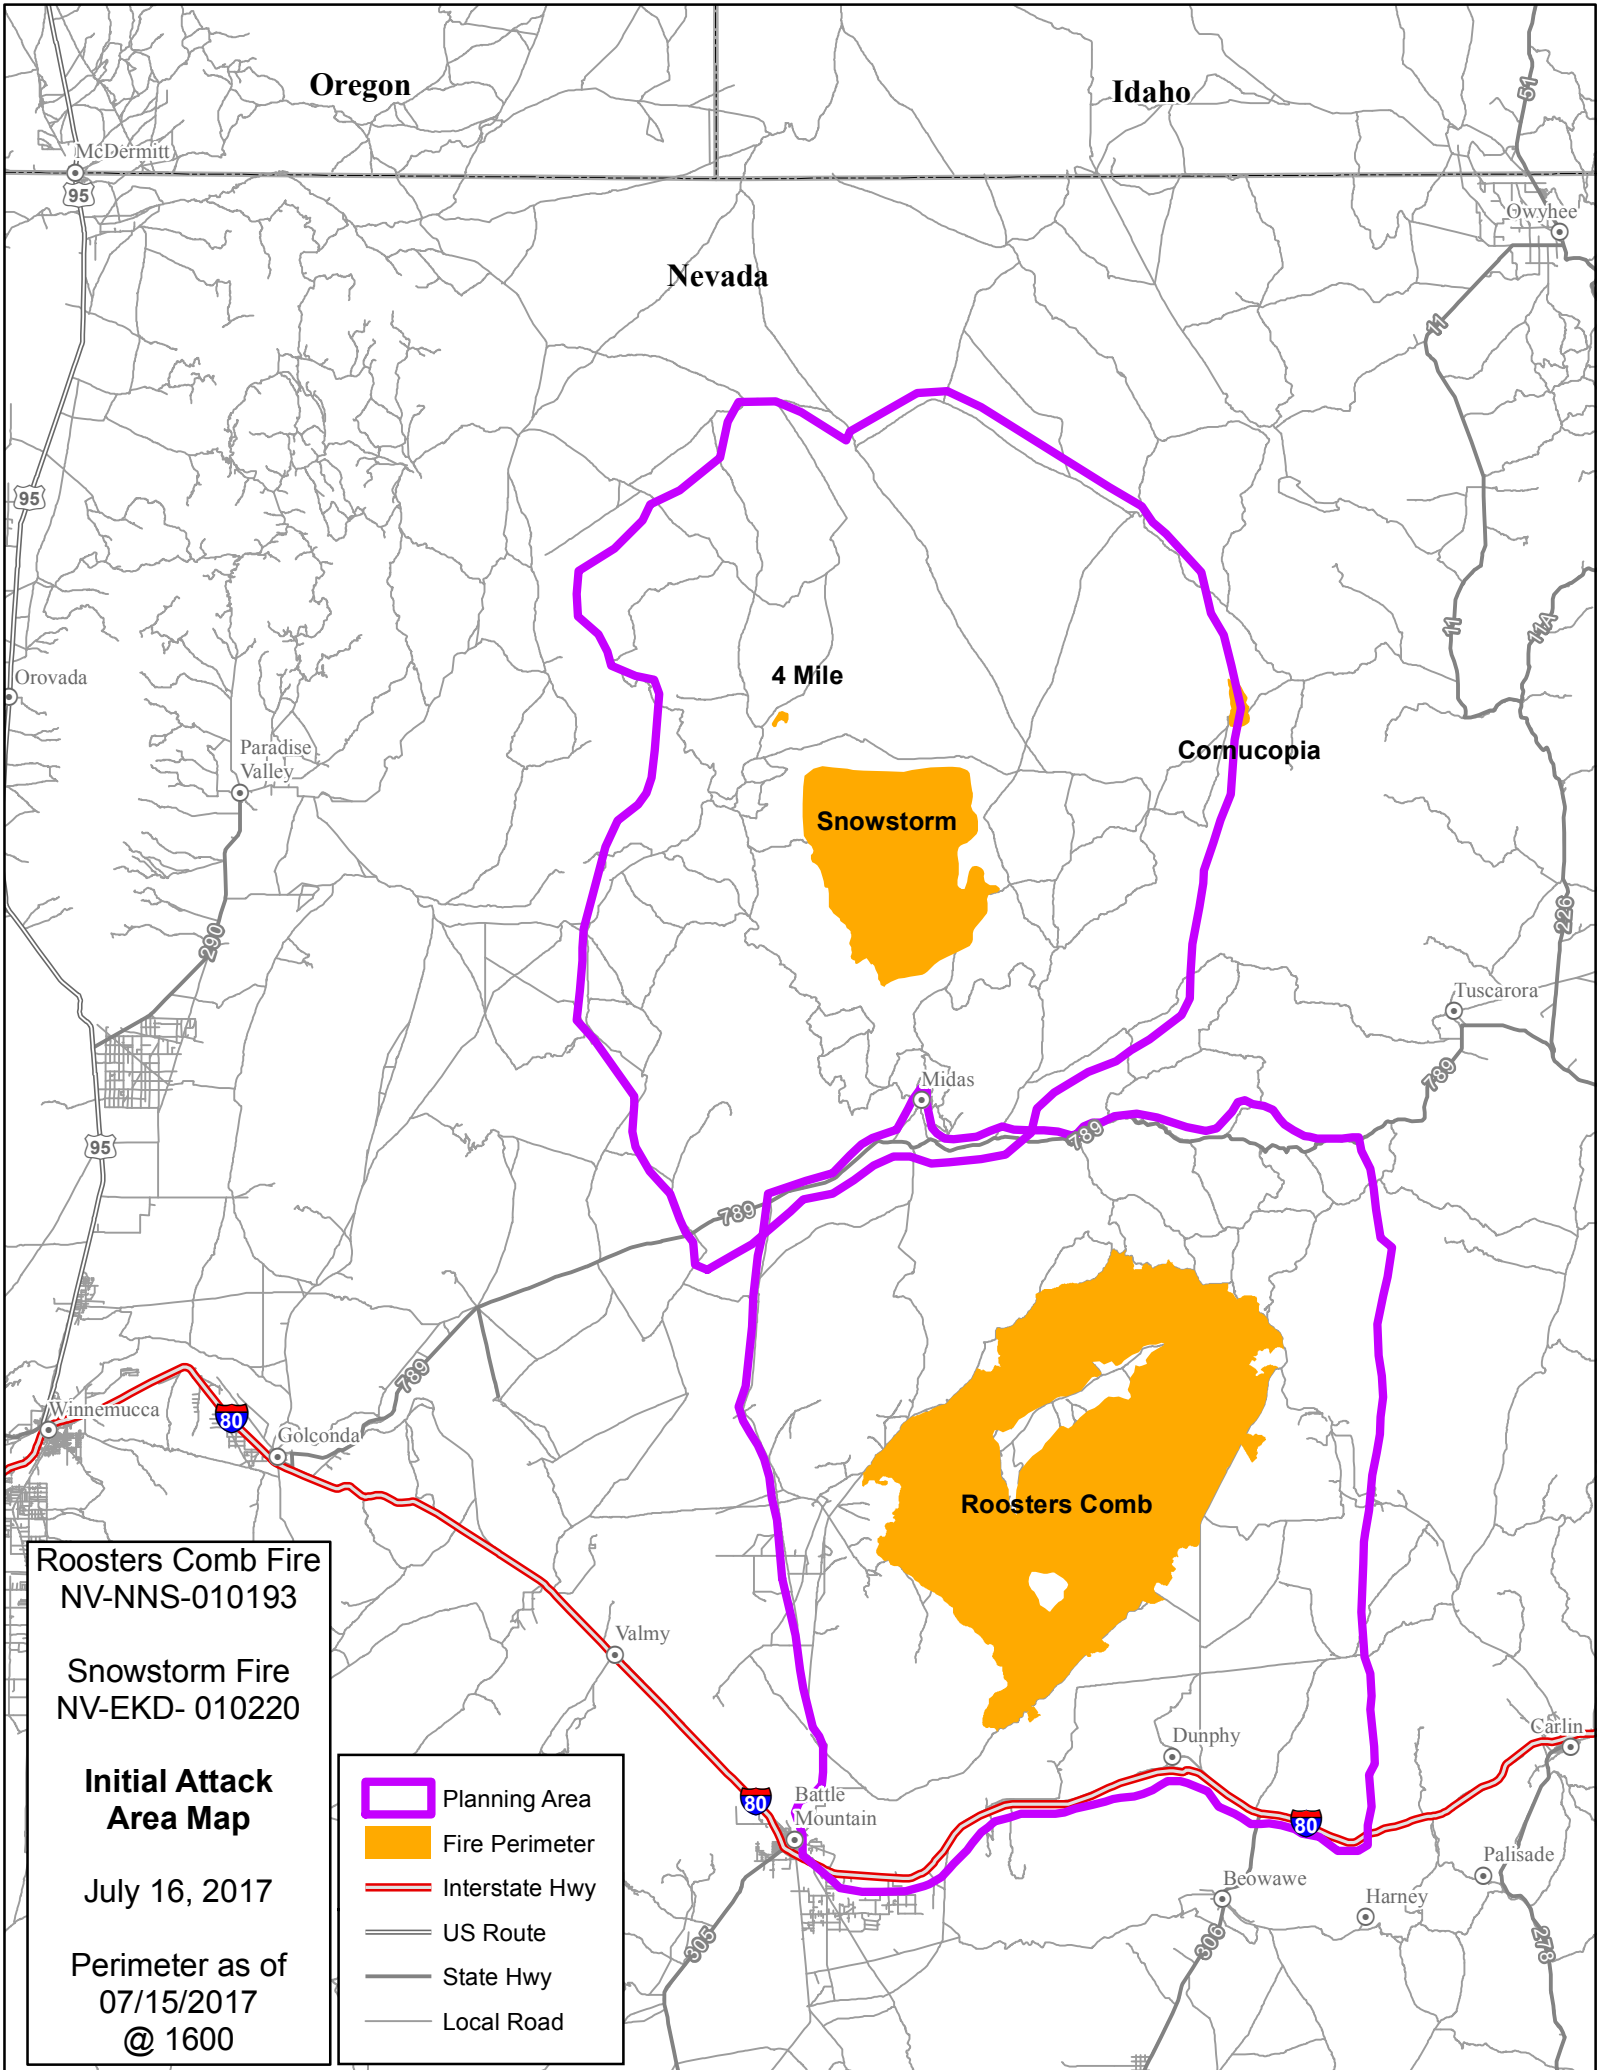 Oregon
Idaho
51
McDermitt
95
Owyhee
Nevada
11
95
11
11A
Orovada
4 Mile
Paradise
Valley
Cornucopia
Snowstorm
290
226
Tuscarora
789
Midas
789
95
789
789
Winnemucca
80
Golconda
Roosters Comb
Valmy
Dunphy
Carlin
80
Battle
Mountain
80
Palisade
Beowawe
Harney
305
306
278
Roosters Comb Fire
NV-NNS-010193
Snowstorm Fire
NV-EKD- 010220
Initial Attack
Area Map
July 16, 2017
Perimeter as of
07/15/2017
@ 1600
Planning Area
Fire Perimeter
Interstate Hwy
US Route
State Hwy
Local Road